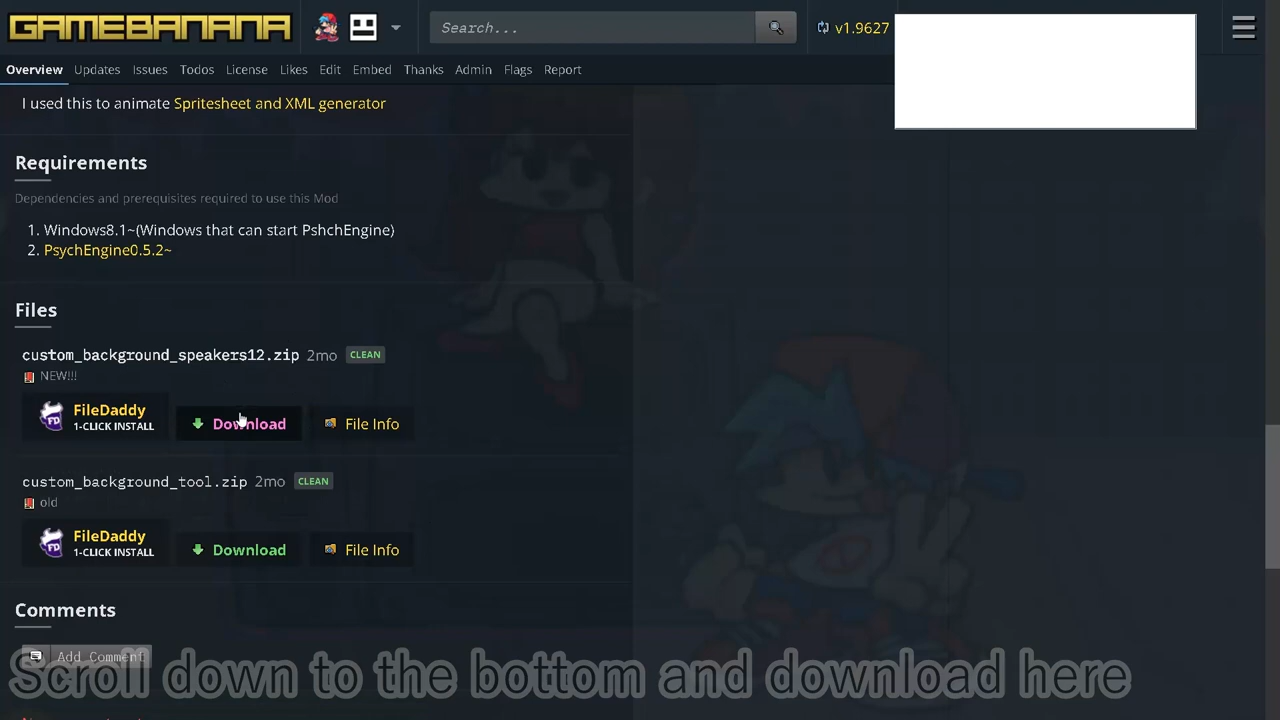 GAMEBANANA
Search...
v1.9627
Overview Updates Issues Todos License Likes Edit Embed Thanks Admin Flags Report
I used this to animate Spritesheet and XML generator
Requirements
Dependencies and prerequisites required to use this Mod
1. Windows8.1~(Windows that can start PshchEngine)
2. PsychEngine0.5.2~
Files
custom_background_speakers12.zip 2mo CLEAN
NEW!!!
FileDaddy
1-CLICK INSTALL
Download
File Info
custom_background_tool.zip 2mo CLEAN
old
FileDaddy
1-CLICK INSTALL
Download
File Info
Comments
Add Comment
Scroll down to the bottom and download here